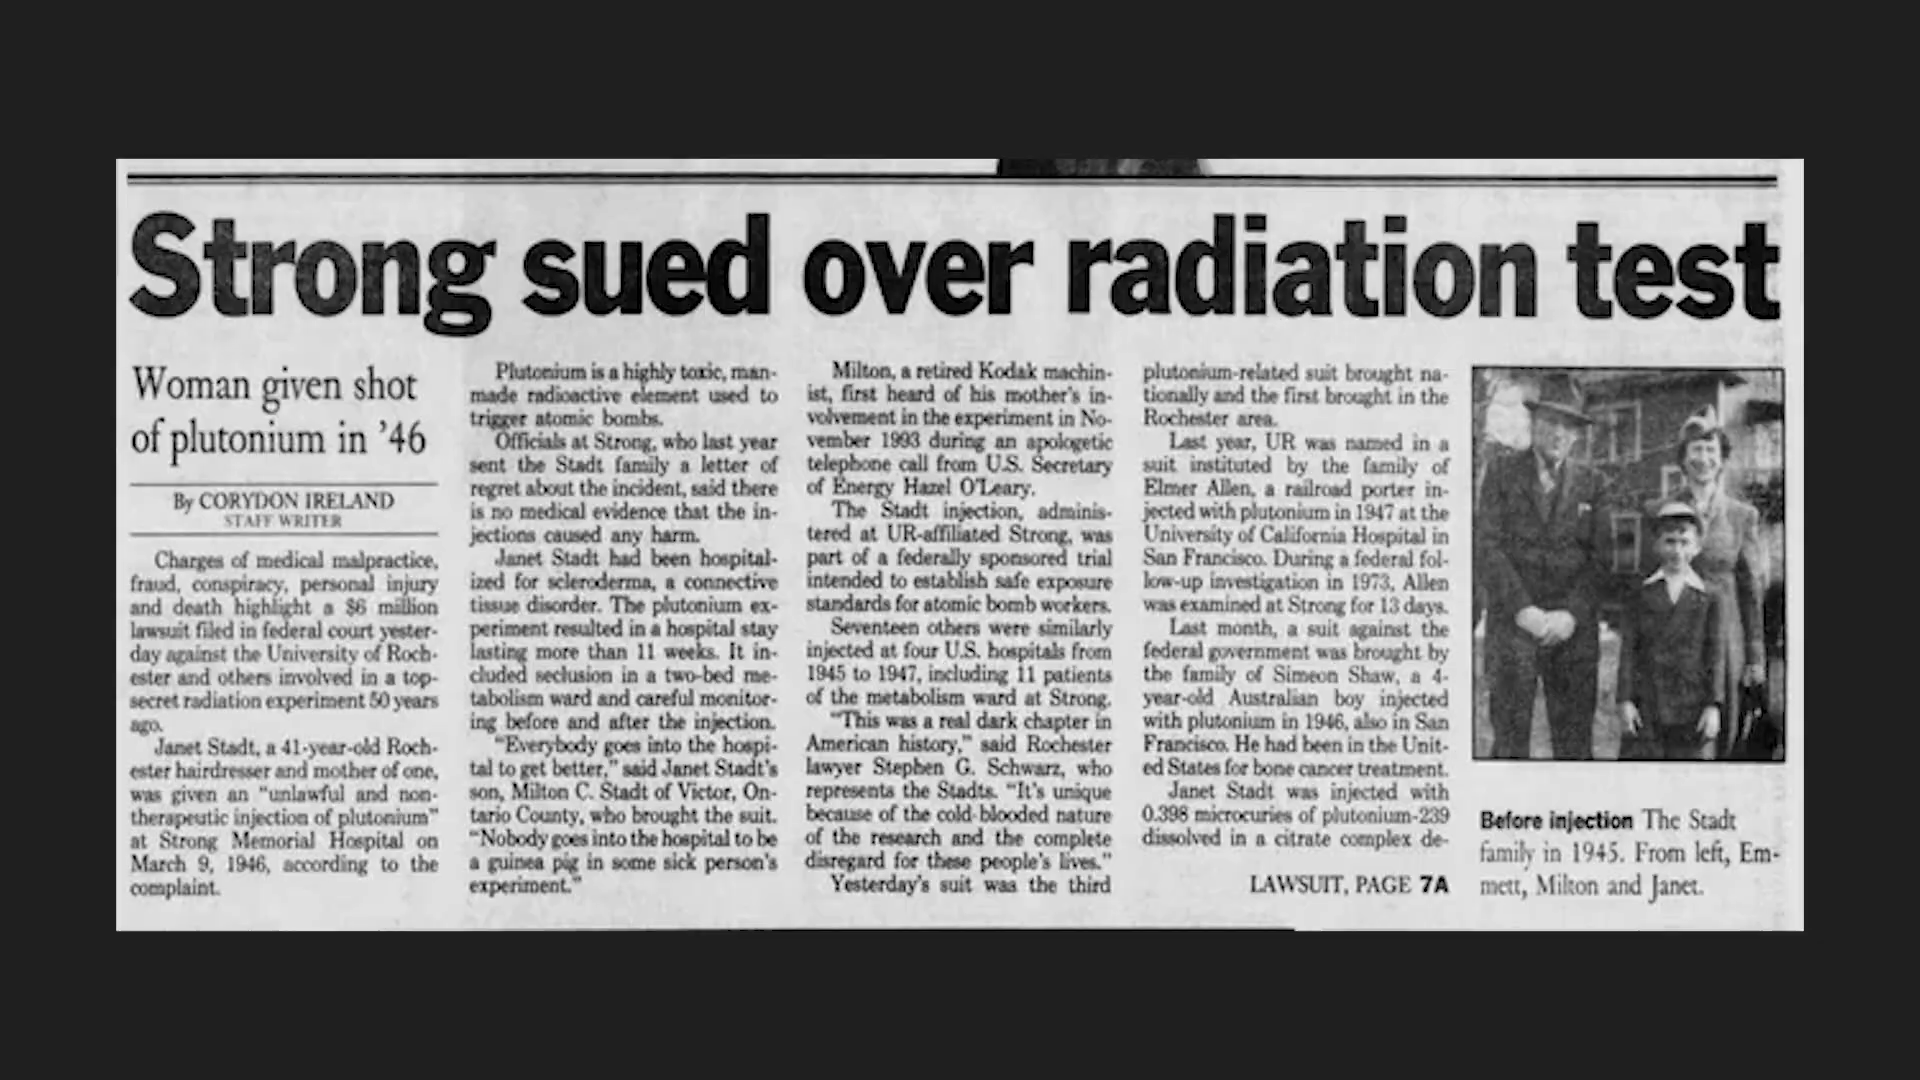 Strong sued over radiation test
Woman given shot
of plutonium in '46
By CORYDON IRELAND
STAFF WRITER
Charges of medical malpractice,
fraud, conspiracy, personal injury
and death highlight a $6 million
lawsuit filed in federal court yester-
day against the University of Roch-
ester and others involved in a top-
secret radiation experiment 50 years
ago.
Janet Stadt, a 41-year-old Roch-
ester hairdresser and mother of one,
was given an "unlawful and non-
therapeutic injection of plutonium"
at Strong Memorial Hospital on
March 9, 1946, according to the
complaint.
Plutonium is a highly toxic, man-
made radioactive element used to
trigger atomic bombs.
Officials at Strong, who last year
sent the Stadt family a letter of
regret about the incident, said there
is no medical evidence that the in-
jections caused any harm.
Janet Stadt had been hospital-
ized for scleroderma, a connective
tissue disorder. The plutonium ex-
periment resulted in a hospital stay
lasting more than 11 weeks. It in-
cluded seclusion in a two-bed me-
tabolism ward and careful monitor-
ing before and after the injection.
"Everybody goes into the hospi-
tal to get better," said Janet Stadt's
son, Milton C. Stadt of Victor, On-
tario County, who brought the suit.
"Nobody goes into the hospital to be
a guinea pig in some sick person's
experiment."
Milton, a retired Kodak machin-
ist, first heard of his mother's in-
volvement in the experiment in No-
vember 1993 during an apologetic
telephone call from U.S. Secretary
of Energy Hazel O'Leary.
The Stadt injection, adminis-
tered at UR-affiliated Strong, was
part of a federally sponsored trial
intended to establish safe exposure
standards for atomic bomb workers.
Seventeen others were similarly
injected at four U.S. hospitals from
1945 to 1947, including 11 patients
of the metabolism ward at Strong.
"This was a real dark chapter in
American history," said Rochester
lawyer Stephen G. Schwarz, who
represents the Stadts. "It's unique
because of the cold-blooded nature
of the research and the complete
disregard for these people's lives."
Yesterday's suit was the third
plutonium-related suit brought na-
tionally and the first brought in the
Rochester area.
Last year, UR was named in a
suit instituted by the family of
Elmer Allen, a railroad porter in-
jected with plutonium in 1947 at the
University of California Hospital in
San Francisco. During a federal fol-
low-up investigation in 1973, Allen
was examined at Strong for 13 days.
Last month, a suit against the
federal government was brought by
the family of Simeon Shaw, a 4-
year-old Australian boy injected
with plutonium in 1946, also in San
Francisco. He had been in the Unit-
ed States for bone cancer treatment.
Janet Stadt was injected with
0.398 microcuries of plutonium-239
dissolved in a citrate complex de-
LAWSUIT, PAGE 7A
Before injection The Stadt
family in 1945. From left, Em-
mett, Milton and Janet.